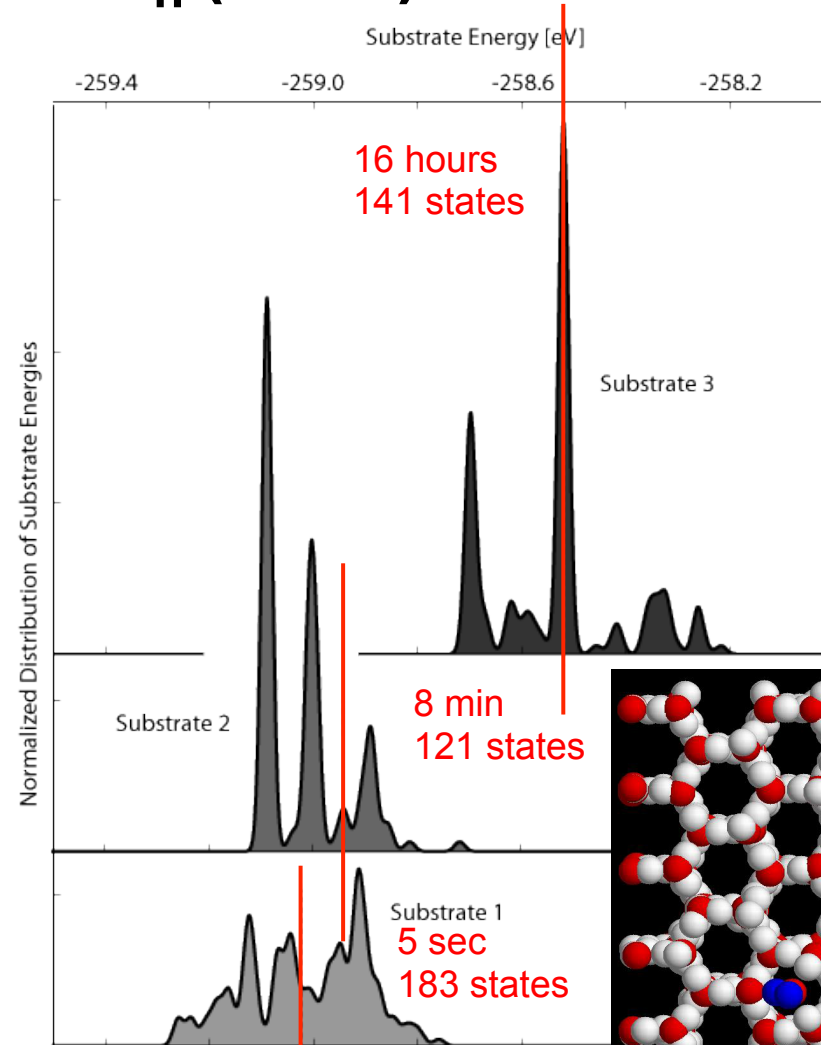 Substrate Energy [eV]
-259.4 -259.0 -258.6 -258.2
16 hours
141 states
Substrate 3
Normalized Distribution of Substrate Energies
Substrate 2
8 min
121 states
Substrate 1
5 sec
183 states